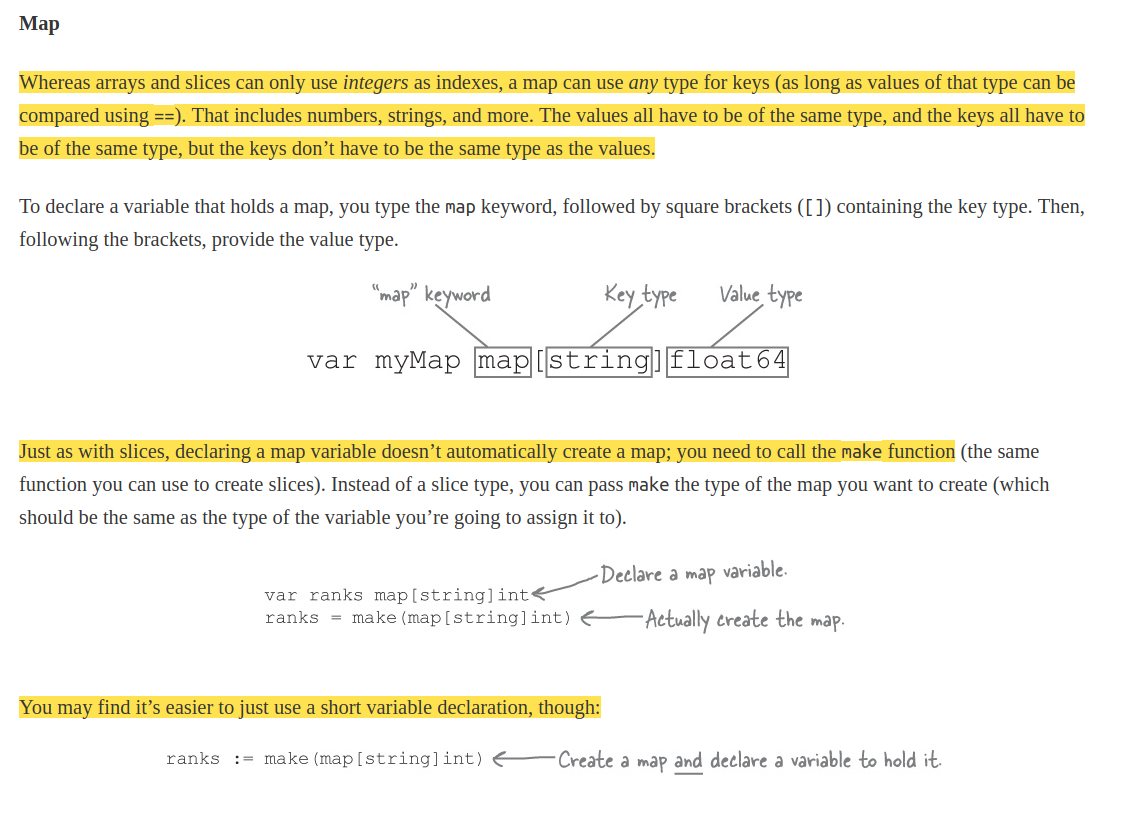 Map
Whereas arrays and slices can only use integers as indexes, a map can use any type for keys (as long as values of that type can be
compared using ==). That includes numbers, strings, and more. The values all have to be of the same type, and the keys all have to
be of the same type, but the keys don’t have to be the same type as the values.
To declare a variable that holds a map, you type the map keyword, followed by square brackets ([]) containing the key type. Then,
following the brackets, provide the value type.
“map” keyword Key type Value type
var myMap map[string]float64
Just as with slices, declaring a map variable doesn’t automatically create a map; you need to call the make function (the same
function you can use to create slices). Instead of a slice type, you can pass make the type of the map you want to create (which
should be the same as the type of the variable you’re going to assign it to).
Declare a map variable.
var ranks map[string]int
ranks = make(map[string]int) Actually create the map.
You may find it’s easier to just use a short variable declaration, though:
ranks := make(map[string]int) Create a map and declare a variable to hold it.